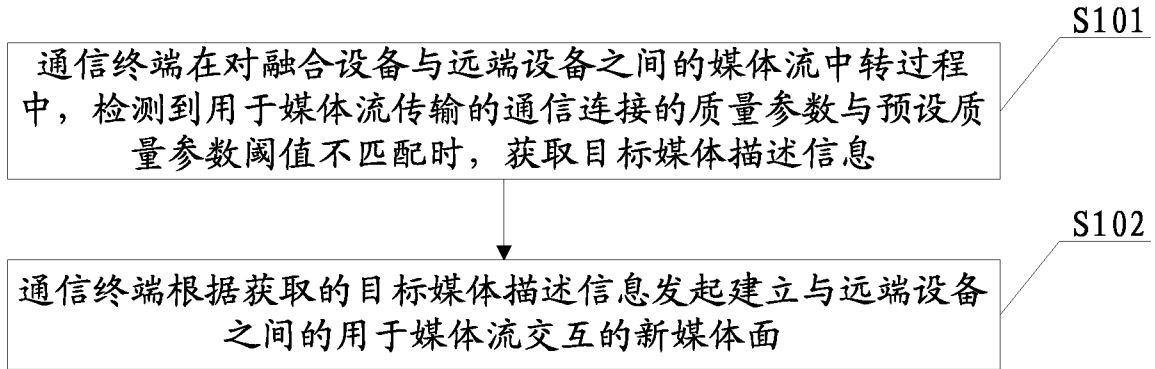 S101
通信终端在对融合设备与远端设备之间的媒体流中转过程
中，检测到用于媒体流传输的通信连接的质量参数与预设质
量参数阈值不匹配时，获取目标媒体描述信息
S102
通信终端根据获取的目标媒体描述信息发起建立与远端设备
之间的用于媒体流交互的新媒体面